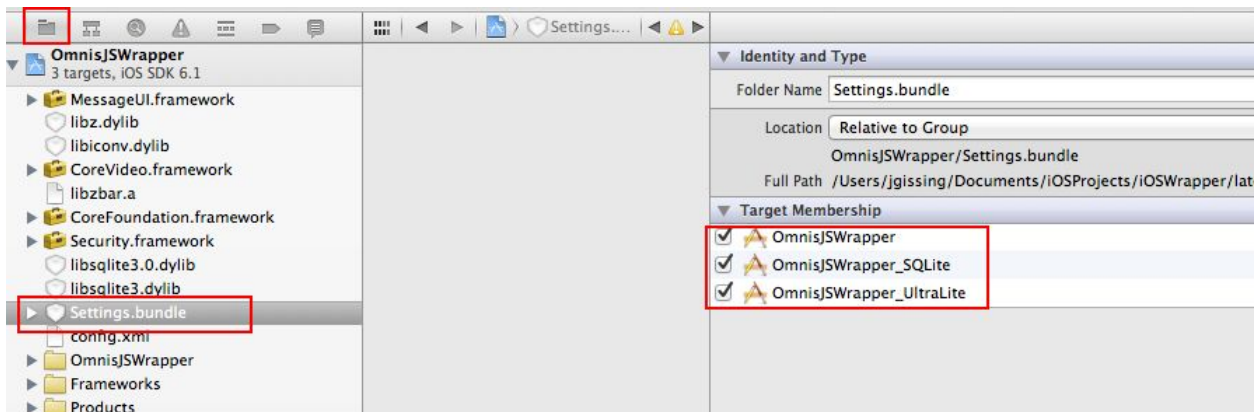 Settings....
OmnisJSWrapper
3 targets, iOS SDK 6.1
MessageUI.framework
libz.dylib
libiconv.dylib
CoreVideo.framework
libzbar.a
CoreFoundation.framework
Security.framework
libsqlite3.0.dylib
libsqlite3.dylib
Settings.bundle
config.xml
OmnisJSWrapper
Frameworks
Products
Identity and Type
Folder Name Settings.bundle
Location Relative to Group
OmnisJSWrapper/Settings.bundle
Full Path /Users/jgissing/Documents/iOSProjects/iOSWrapper/lat
Target Membership
OmnisJSWrapper
OmnisJSWrapper_SQLite
OmnisJSWrapper_UltraLite